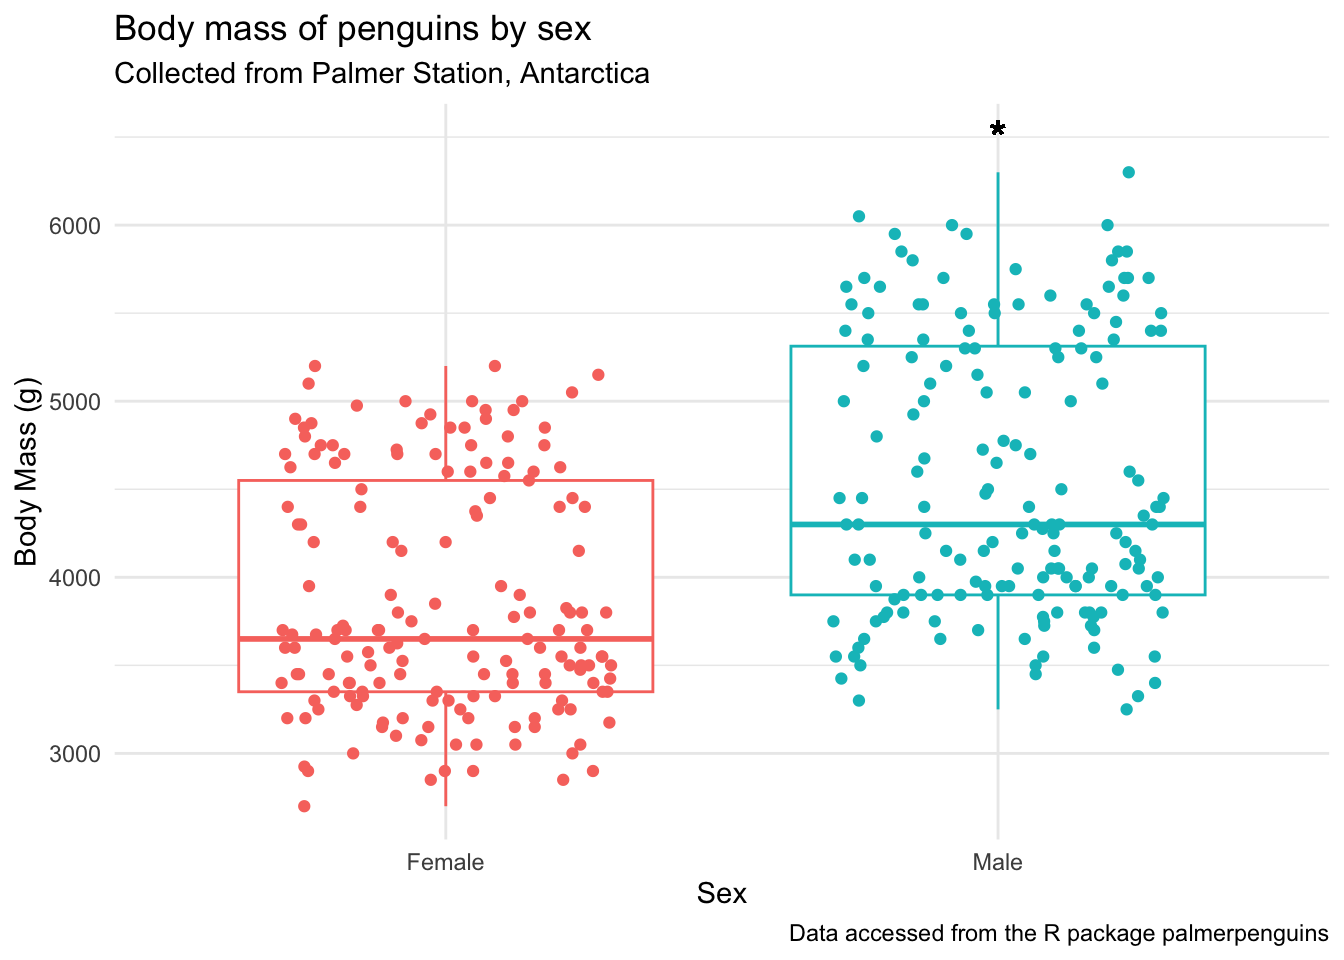 Body mass of penguins by sex
Collected from Palmer Station, Antarctica
*
6000
5000
4000
3000
Body Mass (g)
Female
Male
Sex
Data accessed from the R package palmerpenguins